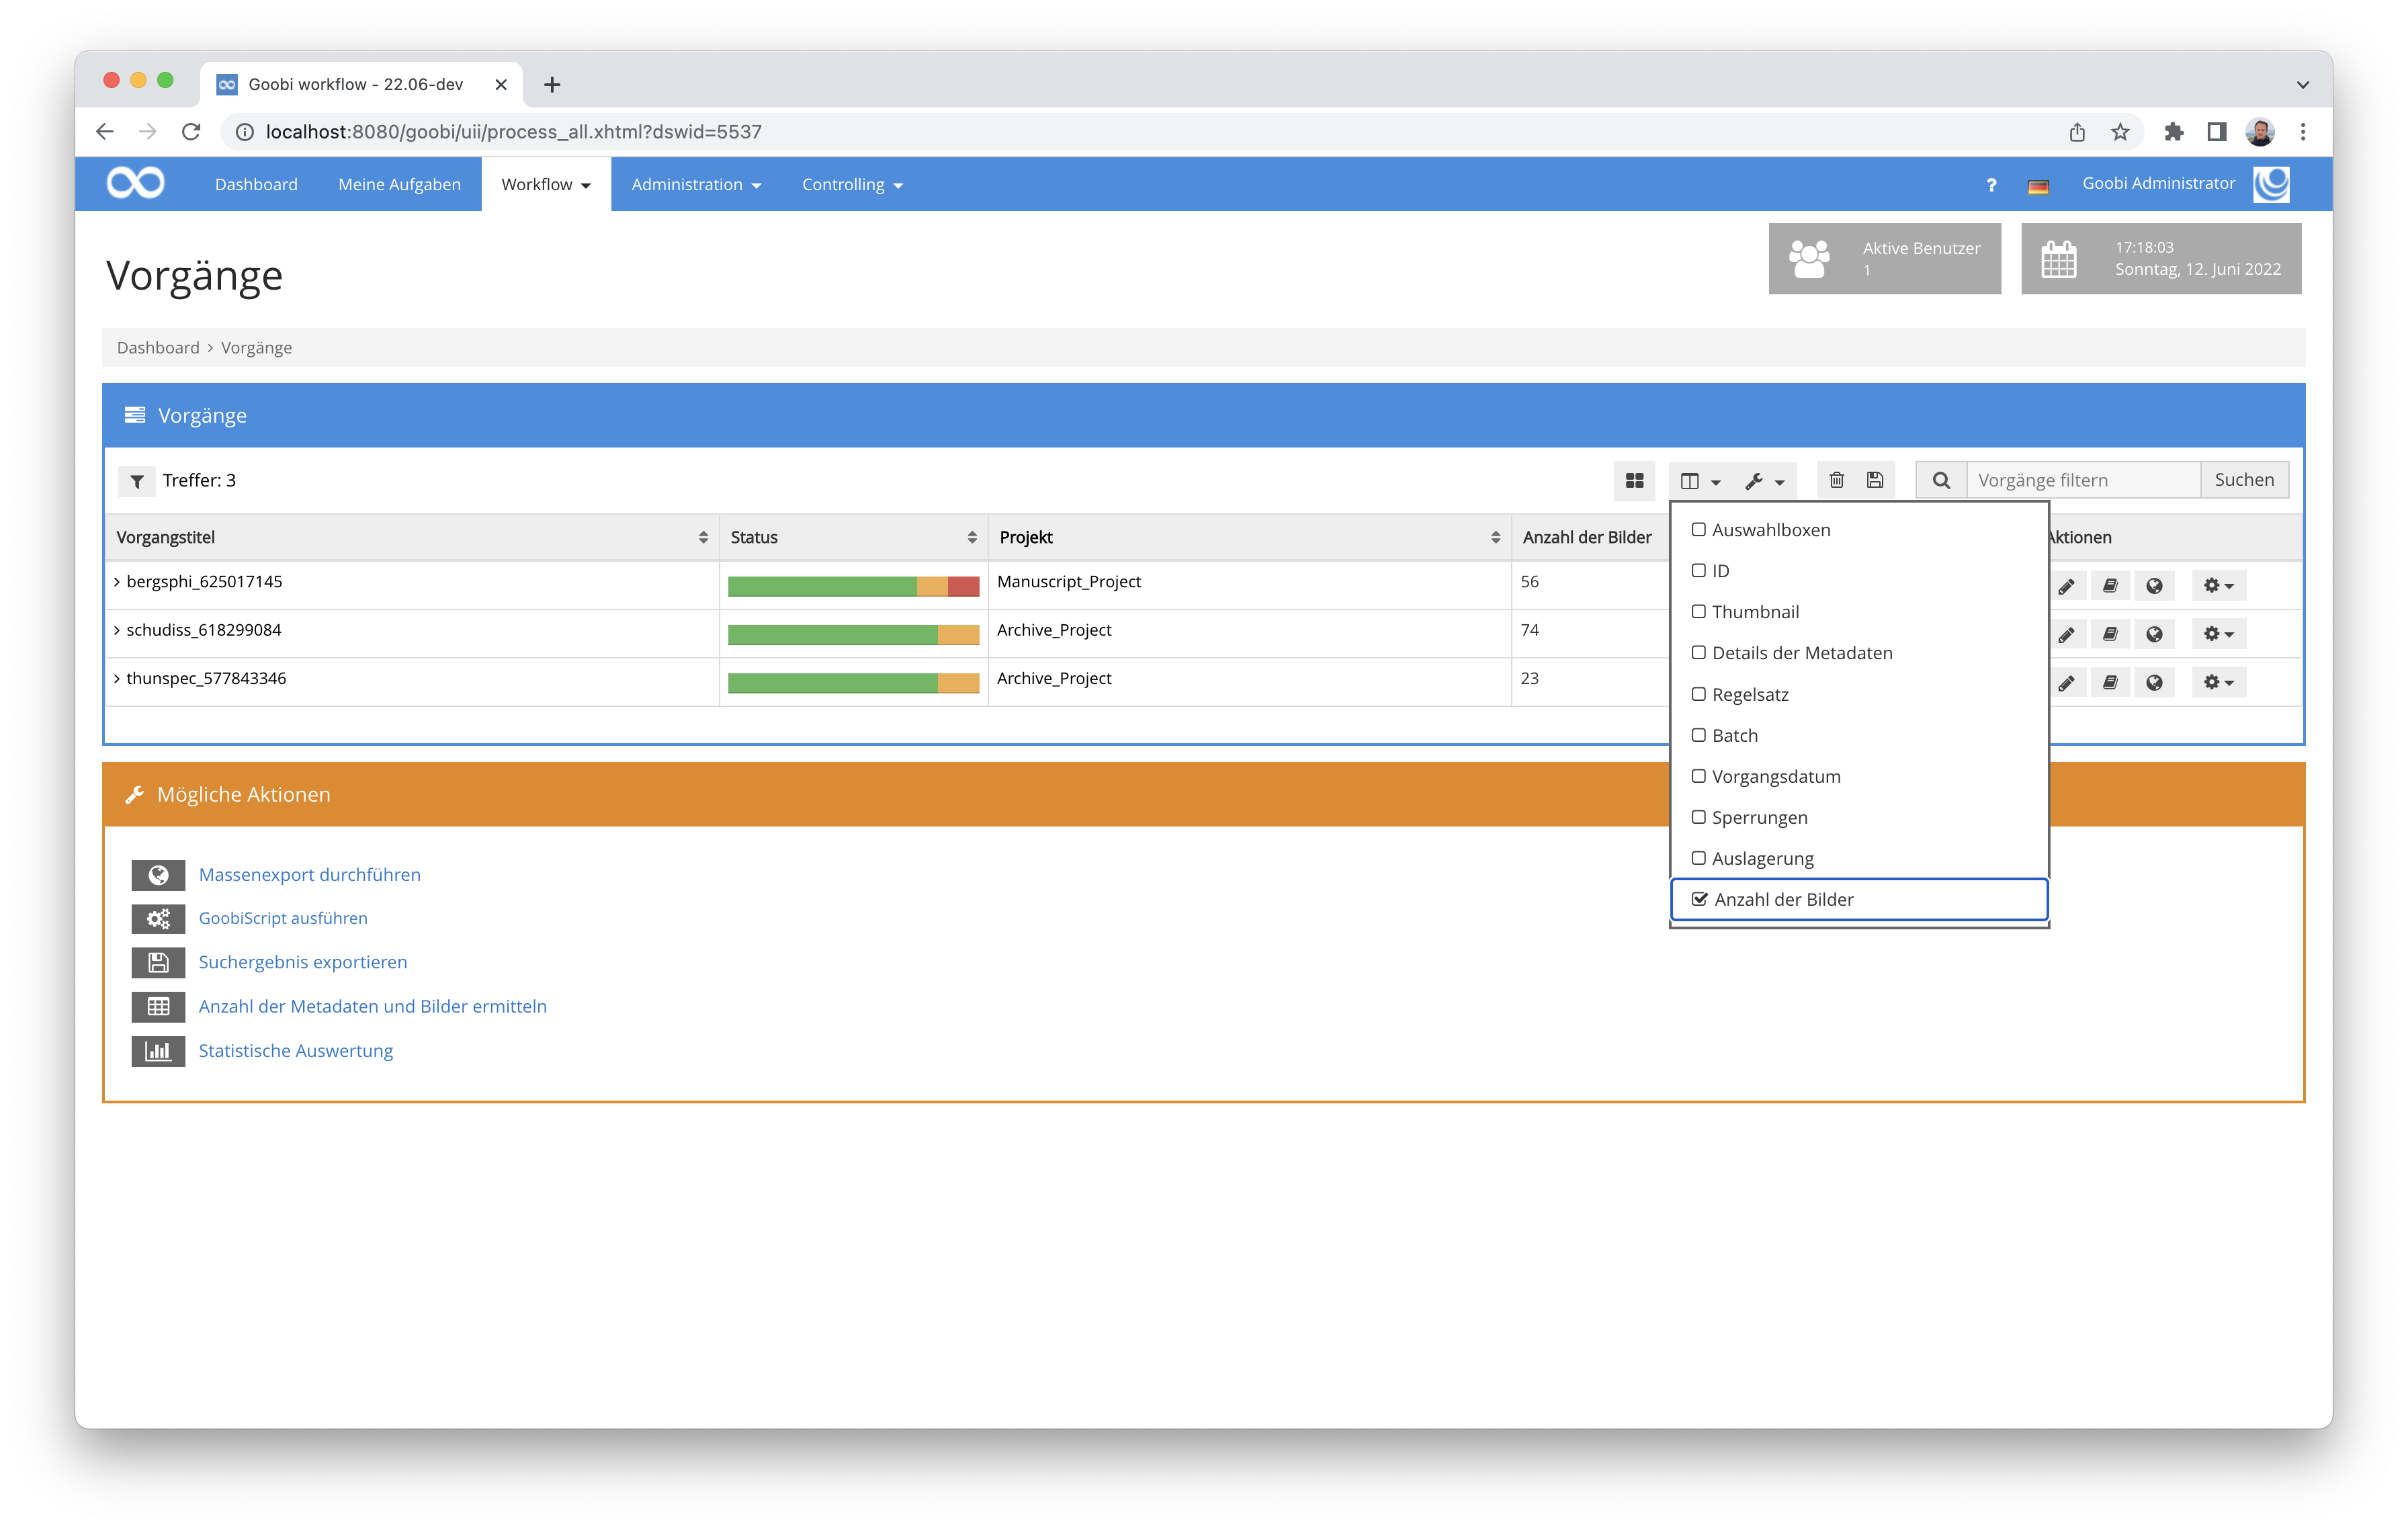 Goobi workflow - 22.06-dev
localhost:8080/goobi/uii/process_all.xhtml?dswid=5537
Dashboard Meine Aufgaben Workflow Administration Controlling ? Goobi Administrator
Vorgänge
Aktive Benutzer
1
17:18:03
Sonntag, 12. Juni 2022
Dashboard > Vorgänge
Vorgänge
Treffer: 3 Vorgänge filtern Suchen
Vorgangstitel Status Projekt Anzahl der Bilder Aktionen
bergsphi_625017145 Manuscript_Project 56
schudiss_618299084 Archive_Project 74
thunspec_577843346 Archive_Project 23
Auswahlboxen
ID
Thumbnail
Details der Metadaten
Regelsatz
Batch
Vorgangsdatum
Sperrungen
Auslagerung
Anzahl der Bilder
Mögliche Aktionen
Massenexport durchführen
GoobiScript ausführen
Suchergebnis exportieren
Anzahl der Metadaten und Bilder ermitteln
Statistische Auswertung